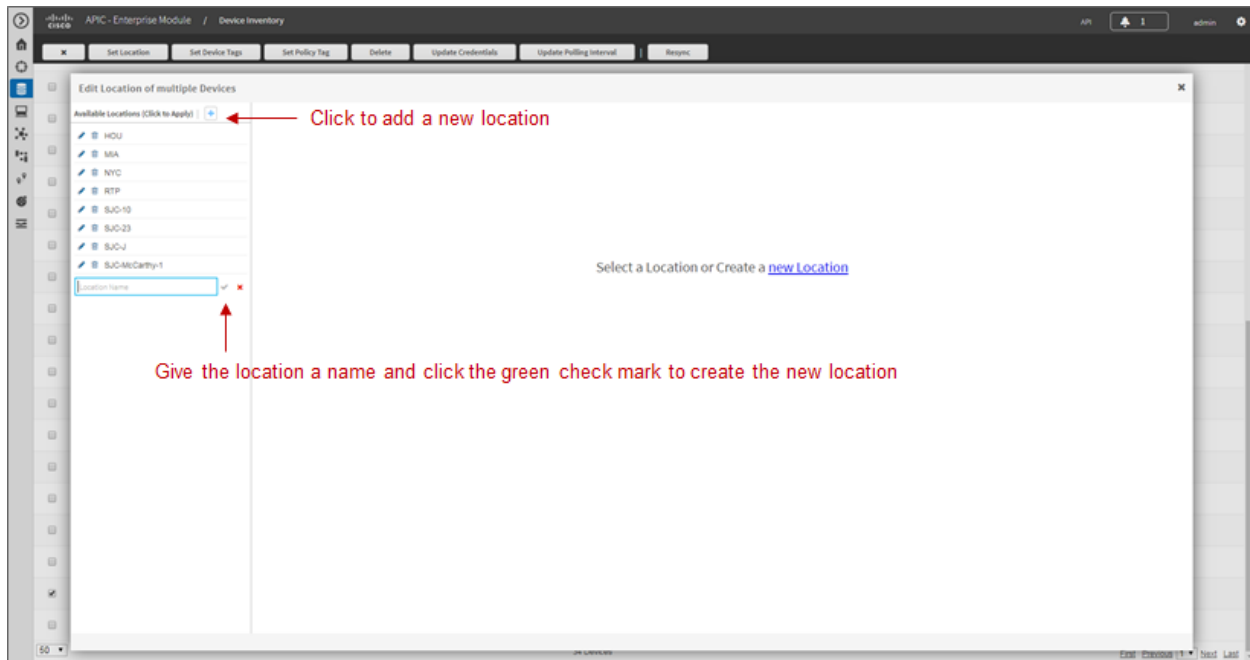 cisco APIC - Enterprise Module / Device Inventory API 1 admin
× Set Location Set Device Tags Set Policy Tag Delete Update Credentials Update Polling Interval | Resync
Edit Location of multiple Devices ×
Available Locations (Click to Apply) | +
Click to add a new location
HOU
MIA
NYC
RTP
SJC-10
SJC-23
SJC-J
SJC-McCarthy-1
Select a Location or Create a new Location
Location Name
Give the location a name and click the green check mark to create the new location
50 34 Devices First Previous 1 Next Last